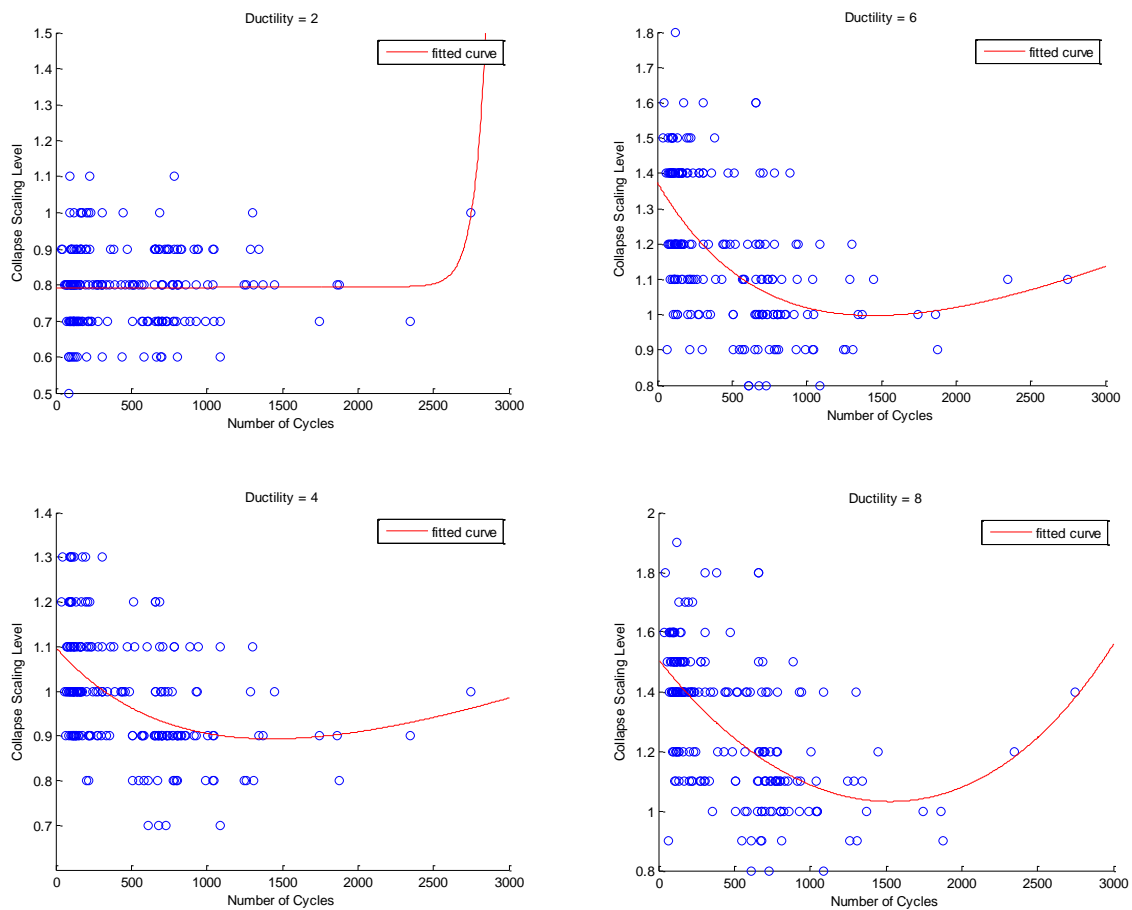 Ductility = 2
fitted curve
1.5
1.4
1.3
1.2
1.1
1
0.9
0.8
0.7
0.6
0.5
Collapse Scaling Level
0 500 1000 1500 2000 2500 3000
Number of Cycles
Ductility = 6
fitted curve
1.8
1.7
1.6
1.5
1.4
1.3
1.2
1.1
1
0.9
0.8
Collapse Scaling Level
0 500 1000 1500 2000 2500 3000
Number of Cycles
Ductility = 4
fitted curve
1.4
1.3
1.2
1.1
1
0.9
0.8
0.7
Collapse Scaling Level
0 500 1000 1500 2000 2500 3000
Number of Cycles
Ductility = 8
fitted curve
2
1.8
1.6
1.4
1.2
1
0.8
Collapse Scaling Level
0 500 1000 1500 2000 2500 3000
Number of Cycles